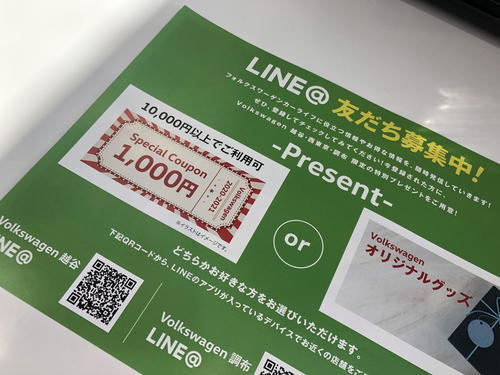 LINE@ 友だち募集中!
フォルクスワーゲンカーライフに役立つ情報やお得な情報を、随時発信していきます!
ぜひ、登録してチェックしてみてください!今登録された方に、
Volkswagen 越谷・西東京・調布 限定の特別プレゼントをご用意!
-Present-
10,000円以上でご利用可
Special Coupon
1,000円
Volkswagen
2020-2021
※イラストはイメージです。
or
Volkswagen
オリジナルグッズ
どちらかお好きな方をお選びいただけます。
下記QRコードから、LINEのアプリが入っているデバイスでお近くの店舗をご
Volkswagen 越谷
LINE@
Volkswagen 調布
LINE@